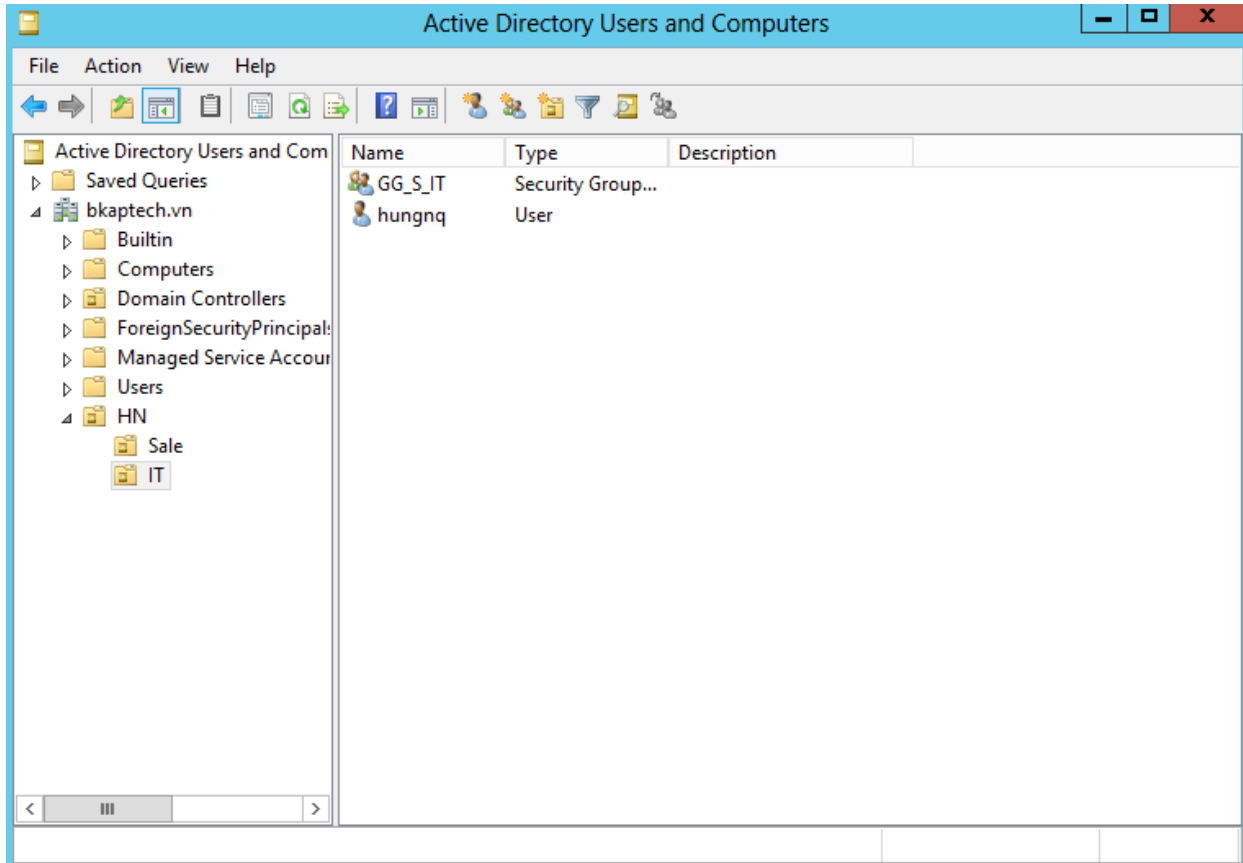 Active Directory Users and Computers
File Action View Help
Active Directory Users and Com
Saved Queries
bkaptech.vn
Builtin
Computers
Domain Controllers
ForeignSecurityPrincipals
Managed Service Accour
Users
HN
Sale
IT
Name Type Description
GG_S_IT Security Group...
hungnq User